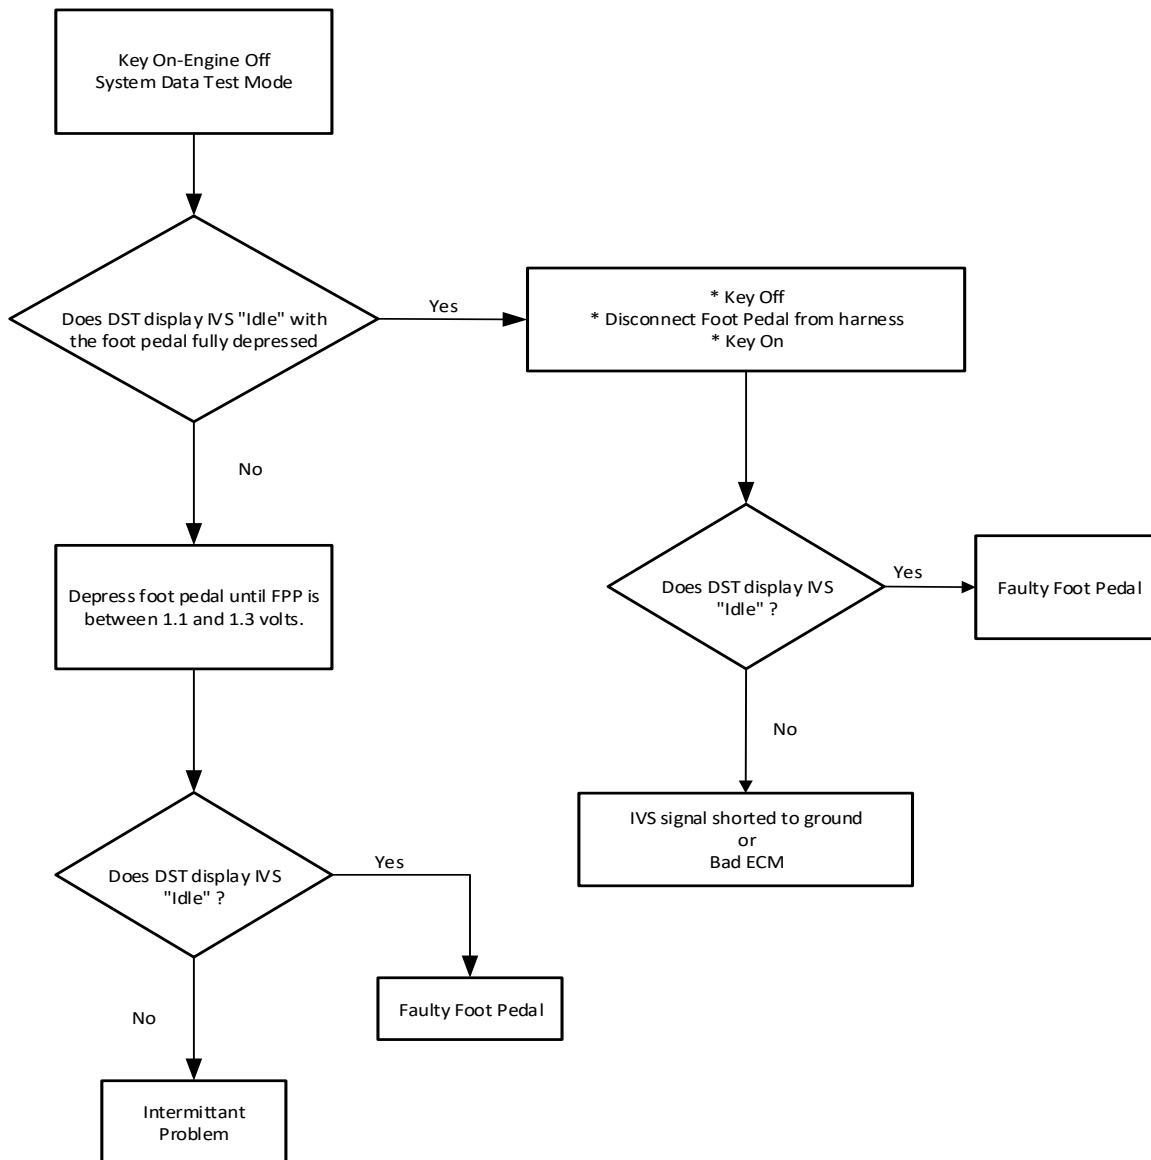 Key On-Engine Off
System Data Test Mode
Does DST display IVS "Idle" with
the foot pedal fully depressed
Yes
* Key Off
* Disconnect Foot Pedal from harness
* Key On
No
Depress foot pedal until FPP is
between 1.1 and 1.3 volts.
Does DST display IVS
"Idle" ?
Yes
Faulty Foot Pedal
No
IVS signal shorted to ground
or
Bad ECM
Does DST display IVS
"Idle" ?
Yes
Faulty Foot Pedal
No
Intermittant
Problem